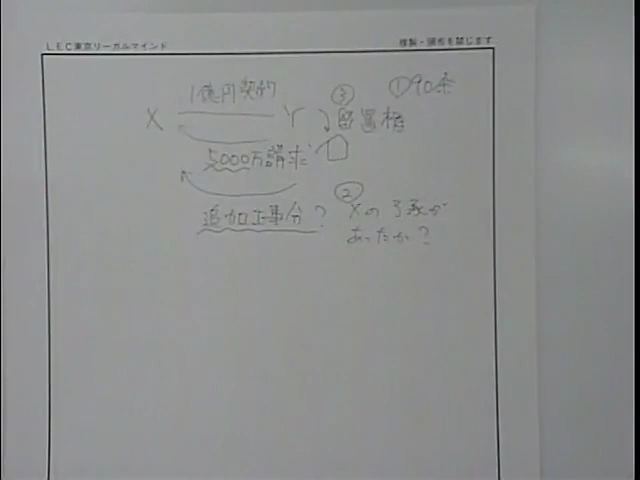 LEC東京リーガルマインド
複製・頒布を禁じます
1億円契約
①90条
X Y ③留置権
5000万請求
追加工事分? ②Xの了承が
あったか?